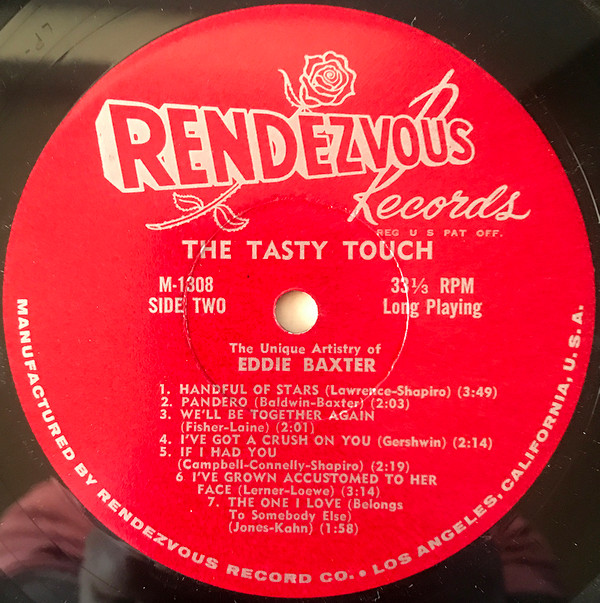 RENDEZVOUS
Records
REG U S PAT OFF.
THE TASTY TOUCH
M-1308
SIDE TWO
33⅓ RPM
Long Playing
The Unique Artistry of
EDDIE BAXTER
1. HANDFUL OF STARS (Lawrence-Shapiro) (3:49)
2. PANDERO (Baldwin-Baxter) (2:03)
3. WE'LL BE TOGETHER AGAIN
(Fisher-Laine) (2:01)
4. I'VE GOT A CRUSH ON YOU (Gershwin) (2:14)
5. IF I HAD YOU
(Campbell-Connelly-Shapiro) (2:19)
6 I'VE GROWN ACCUSTOMED TO HER
FACE (Lerner-Loewe) (3:14)
7. THE ONE I LOVE (Belongs
To Somebody Else)
(Jones-Kahn) (1:58)
MANUFACTURED BY RENDEZVOUS RECORD CO. • LOS ANGELES, CALIFORNIA, U.S.A.